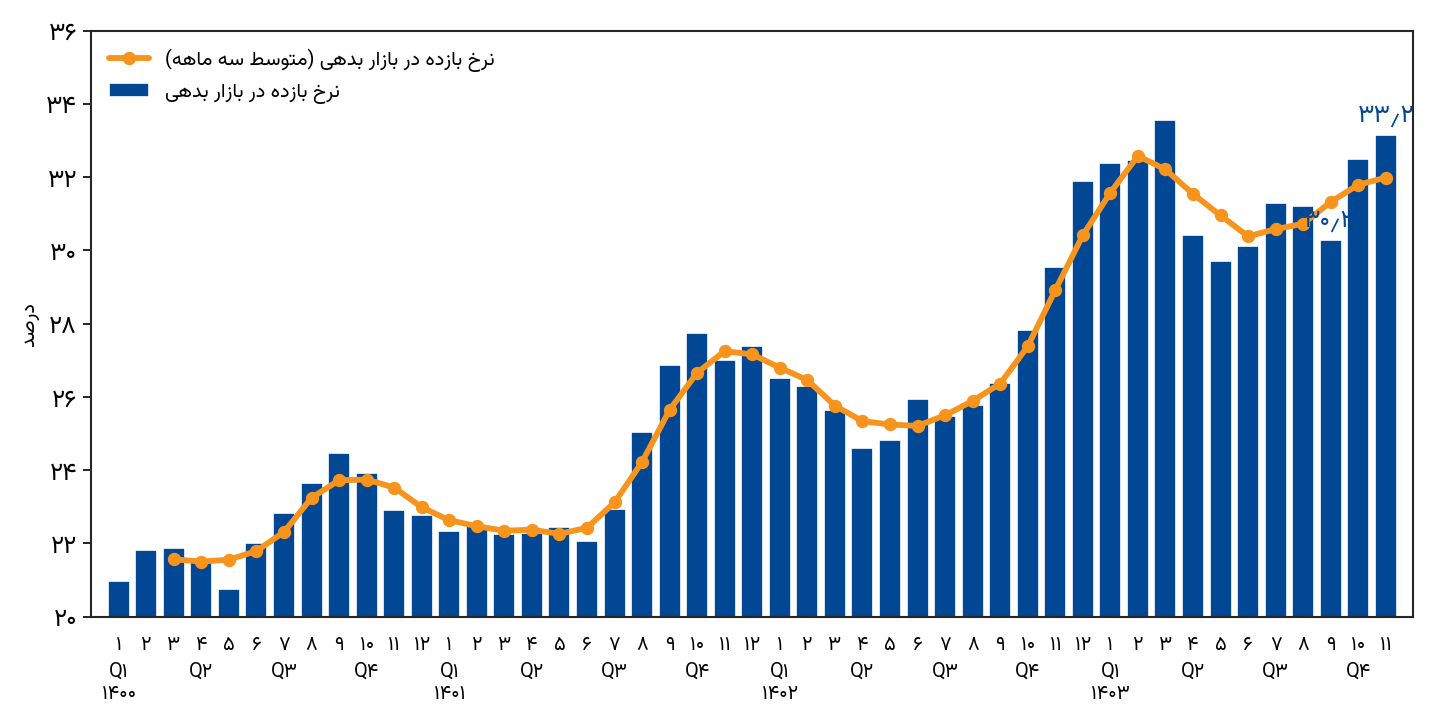 نرخ بازده در بازار بدهی (متوسط سه ماهه)
نرخ بازده در بازار بدهی
۳۶
۳۴
۳۲
۳۰
۲۸
۲۶
۲۴
۲۲
۲۰
درصد
۳۳٫۲
۳۰٫۲
۱ ۲ ۳ ۴ ۵ ۶ ۷ ۸ ۹ ۱۰ ۱۱ ۱۲ ۱ ۲ ۳ ۴ ۵ ۶ ۷ ۸ ۹ ۱۰ ۱۱ ۱۲ ۱ ۲ ۳ ۴ ۵ ۶ ۷ ۸ ۹ ۱۰ ۱۱ ۱۲ ۱ ۲ ۳ ۴ ۵ ۶ ۷ ۸ ۹ ۱۰ ۱۱
Q۱ Q۲ Q۳ Q۴ Q۱ Q۲ Q۳ Q۴ Q۱ Q۲ Q۳ Q۴ Q۱ Q۲ Q۳ Q۴
۱۴۰۰ ۱۴۰۱ ۱۴۰۲ ۱۴۰۳